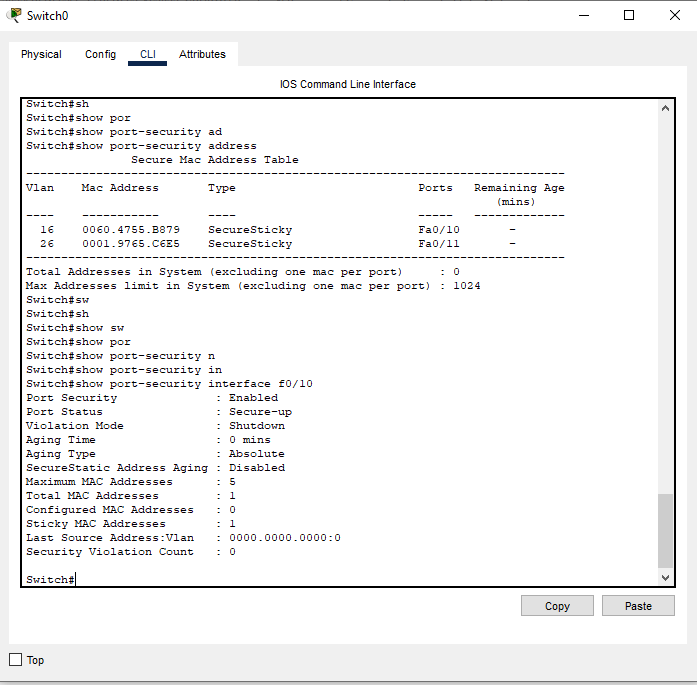 Switch0
Physical Config CLI Attributes
IOS Command Line Interface
Switch#sh
Switch#show por
Switch#show port-security ad
Switch#show port-security address
Secure Mac Address Table
-----------------------------------------------------------------------------
Vlan Mac Address Type Ports Remaining Age
(mins)
---- ----------- ---- ----- -------------
16 0060.4755.B879 SecureSticky Fa0/10 -
26 0001.9765.C6E5 SecureSticky Fa0/11 -
-----------------------------------------------------------------------------
Total Addresses in System (excluding one mac per port) : 0
Max Addresses limit in System (excluding one mac per port) : 1024
Switch#sw
Switch#sh
Switch#show sw
Switch#show por
Switch#show port-security n
Switch#show port-security in
Switch#show port-security interface f0/10
Port Security : Enabled
Port Status : Secure-up
Violation Mode : Shutdown
Aging Time : 0 mins
Aging Type : Absolute
SecureStatic Address Aging : Disabled
Maximum MAC Addresses : 5
Total MAC Addresses : 1
Configured MAC Addresses : 0
Sticky MAC Addresses : 1
Last Source Address:Vlan : 0000.0000.0000:0
Security Violation Count : 0
Switch#
Copy Paste
Top